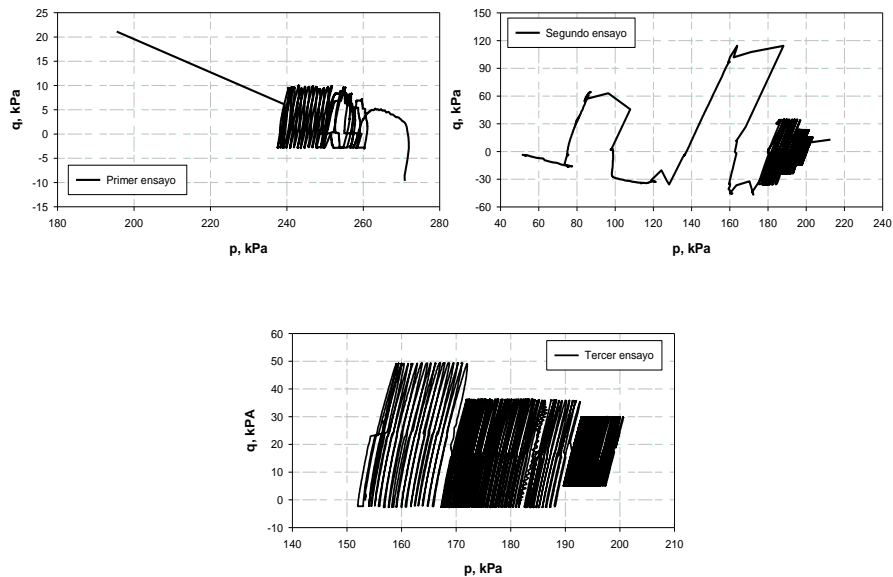 25
20
15
10
5
0
-5
-10
-15
q, kPa
Primer ensayo
180 200 220 240 260 280
p, kPa
150
120
90
60
30
0
-30
-60
q, kPa
Segundo ensayo
40 60 80 100 120 140 160 180 200 220 240
p, kPa
60
50
40
30
20
10
0
-10
q, kPA
Tercer ensayo
140 150 160 170 180 190 200 210
p, kPa